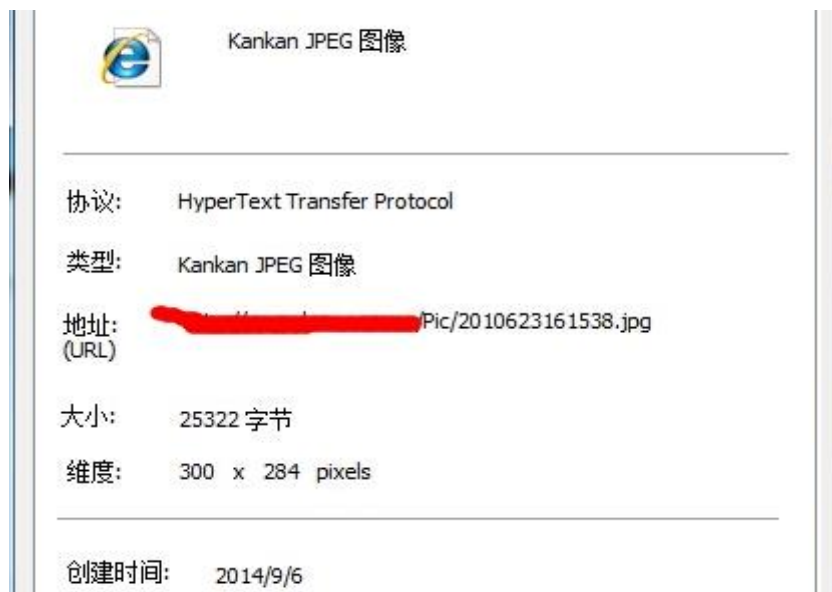 Kankan JPEG 图像
协议: HyperText Transfer Protocol
类型: Kankan JPEG 图像
地址: /Pic/2010623161538.jpg
(URL)
大小: 25322 字节
维度: 300 x 284 pixels
创建时间: 2014/9/6